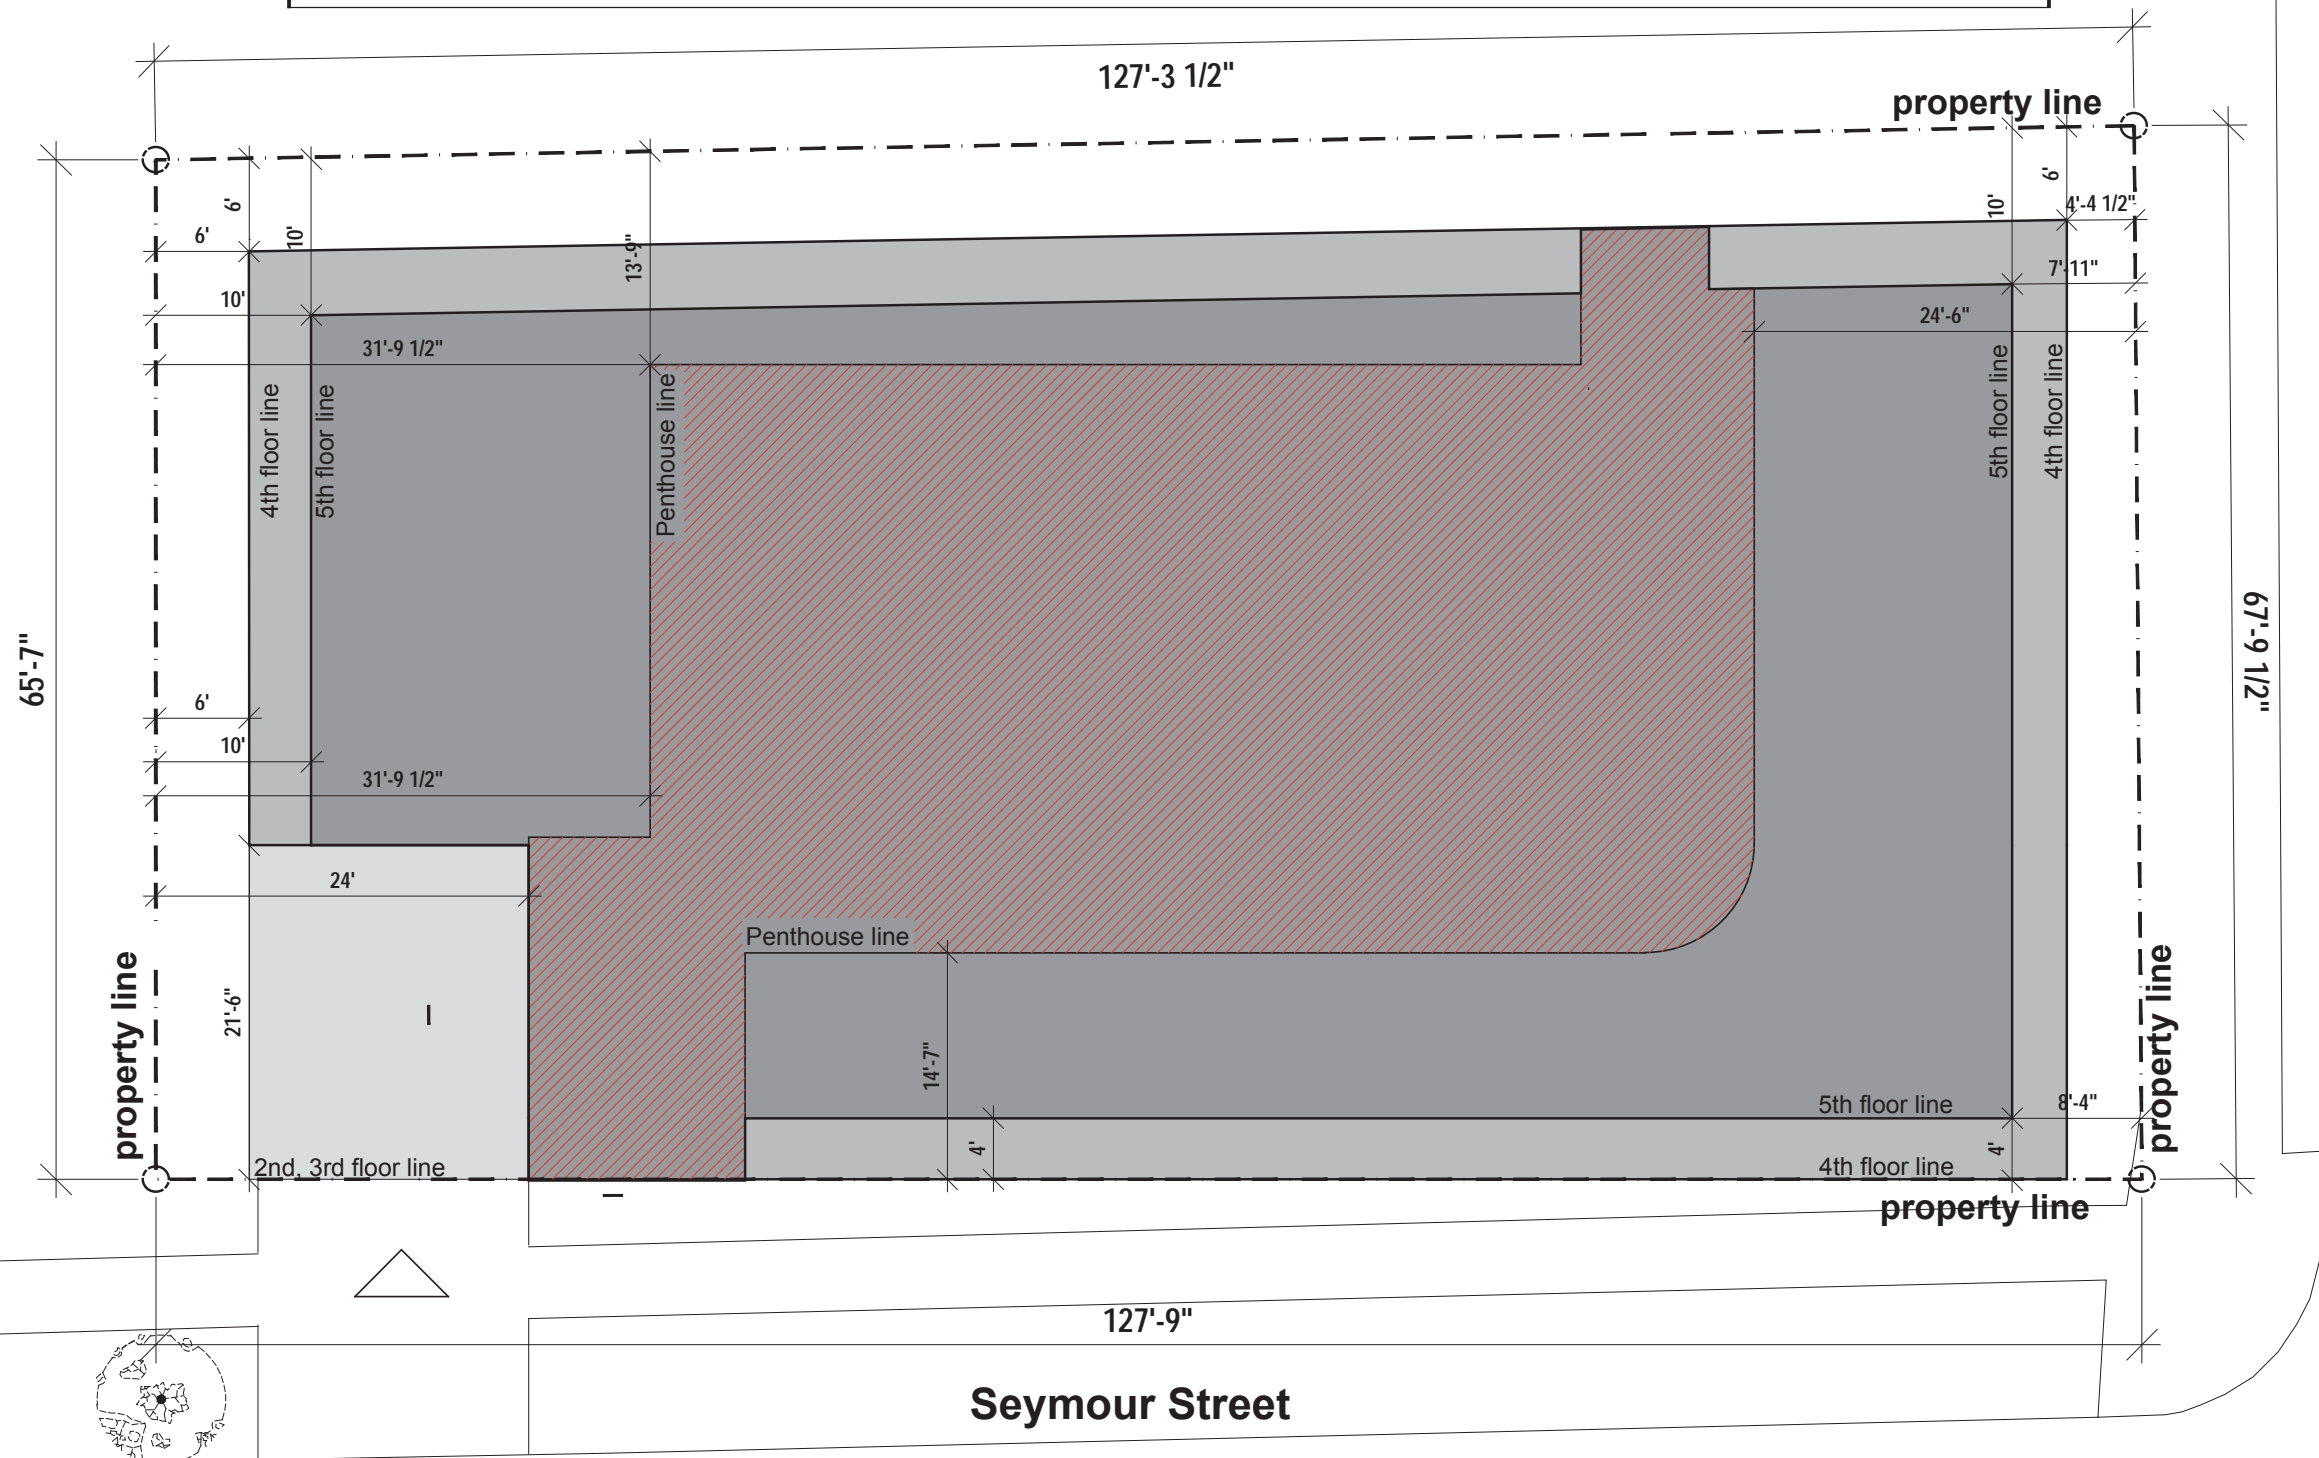 127'-3 1/2"
property line
6'
6'
10'
13'-9"
10'
6'
4'-4 1/2"
10'
7'-11"
31'-9 1/2"
24'-6"
4th floor line
5th floor line
Penthouse line
5th floor line
4th floor line
65'-7"
67'-9 1/2"
6'
10'
31'-9 1/2"
24'
Penthouse line
property line
21'-6"
14'-7"
property line
5th floor line
8'-4"
4'
4'
2nd, 3rd floor line
4th floor line
property line
127'-9"
Seymour Street